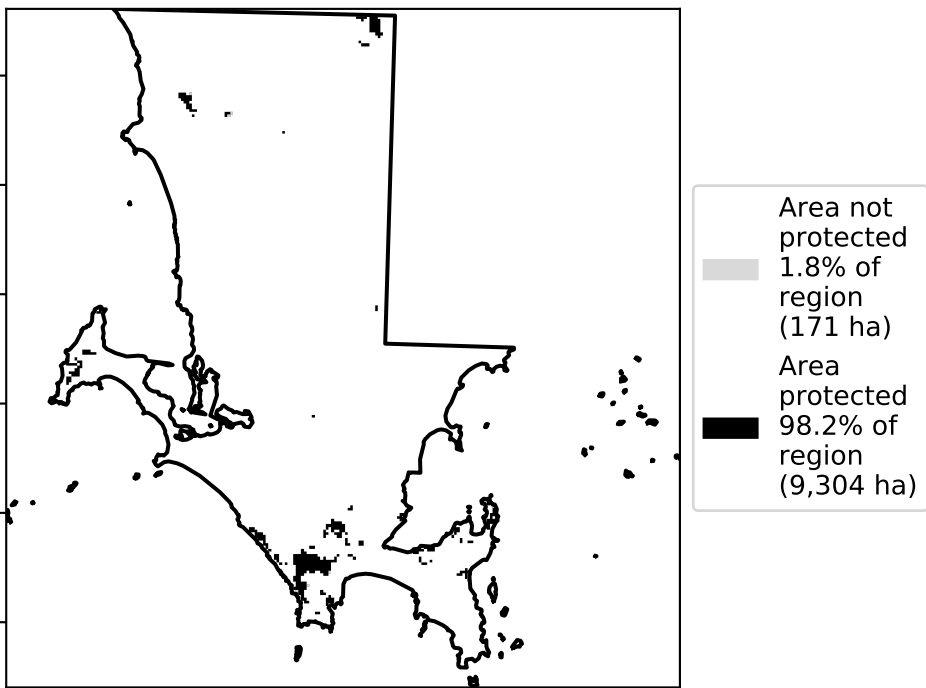 Area not
protected
1.8% of
region
(171 ha)
Area
protected
98.2% of
region
(9,304 ha)